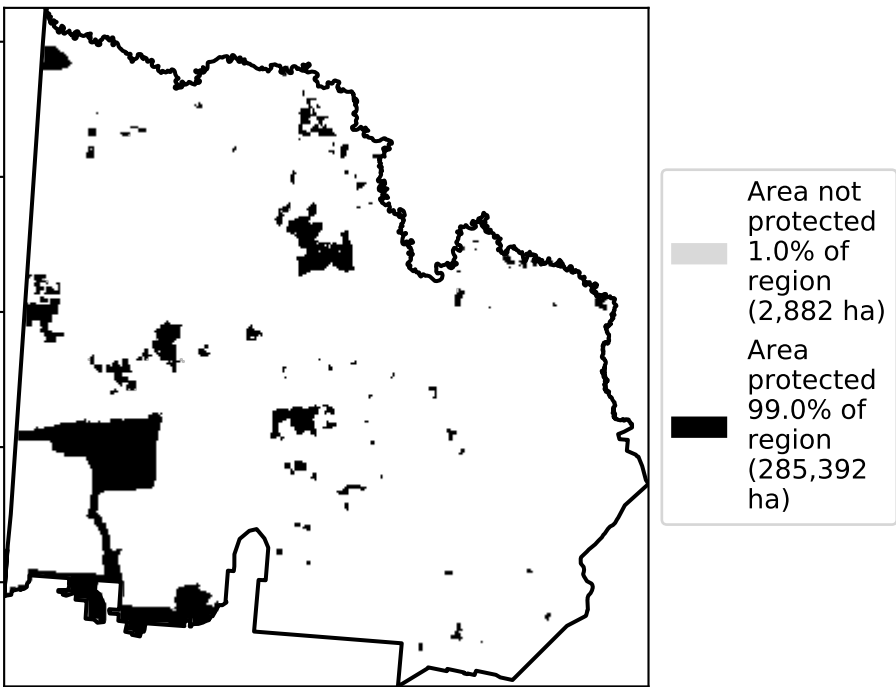 Area not
protected
1.0% of
region
(2,882 ha)
Area
protected
99.0% of
region
(285,392
ha)